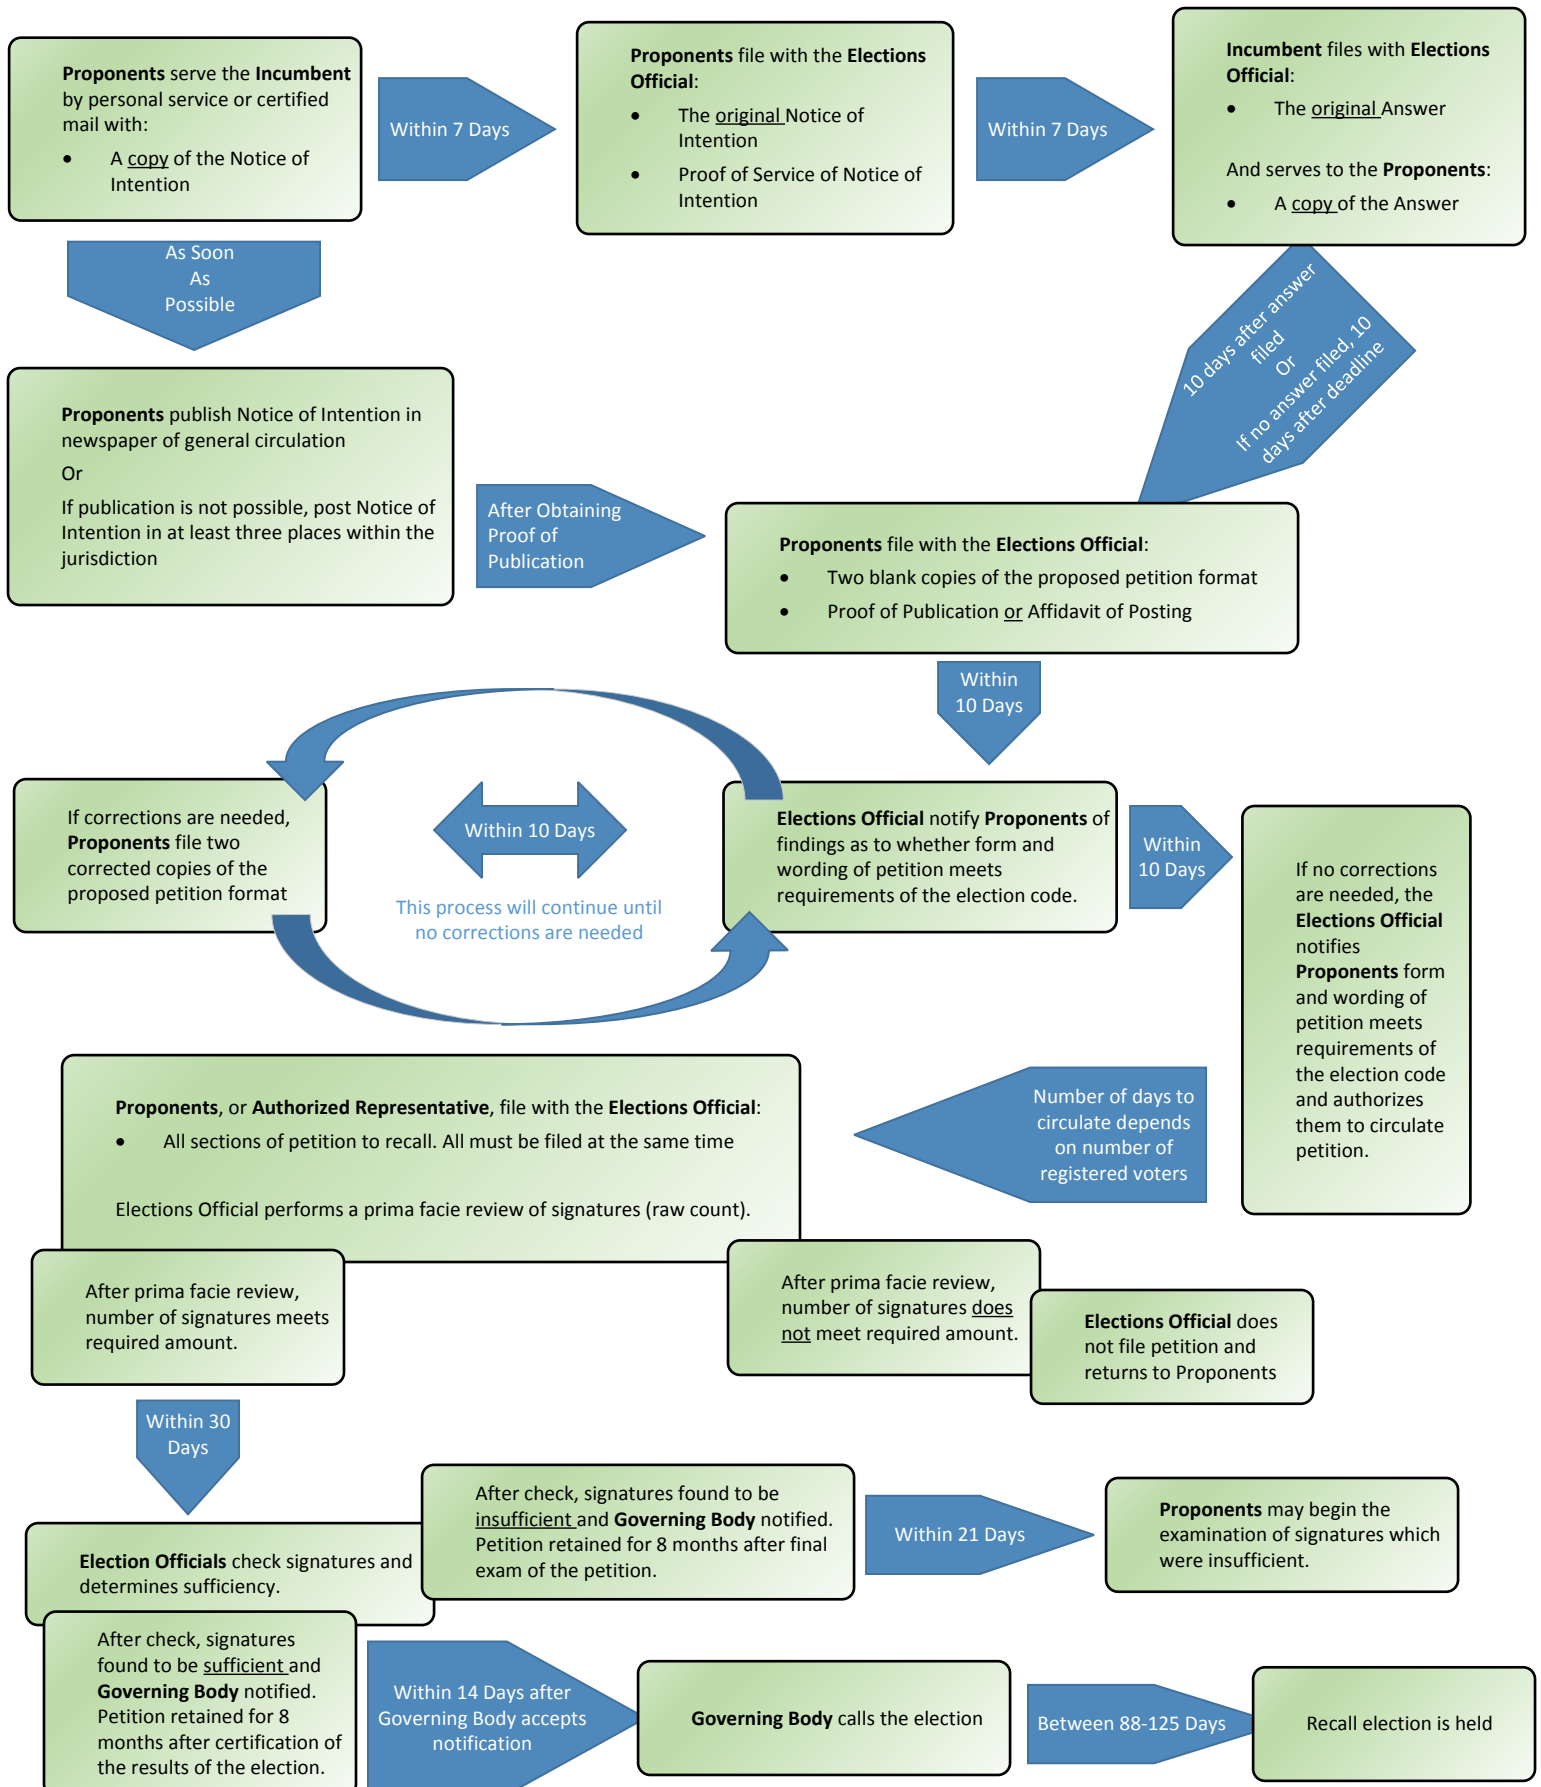 Proponents serve the Incumbent
by personal service or certified
mail with:
• A copy of the Notice of
Intention
Within 7 Days
Proponents file with the Elections
Official:
• The original Notice of
Intention
• Proof of Service of Notice of
Intention
Within 7 Days
Incumbent files with Elections
Official:
• The original Answer
And serves to the Proponents:
• A copy of the Answer
As Soon
As
Possible
10 days after answer
filed
Or
If no answer filed, 10
days after deadline
Proponents publish Notice of Intention in
newspaper of general circulation
Or
If publication is not possible, post Notice of
Intention in at least three places within the
jurisdiction
After Obtaining
Proof of
Publication
Proponents file with the Elections Official:
• Two blank copies of the proposed petition format
• Proof of Publication or Affidavit of Posting
Within
10 Days
If corrections are needed,
Proponents file two
corrected copies of the
proposed petition format
Within 10 Days
This process will continue until
no corrections are needed
Elections Official notify Proponents of
findings as to whether form and
wording of petition meets
requirements of the election code.
Within
10 Days
If no corrections
are needed, the
Elections Official
notifies
Proponents form
and wording of
petition meets
requirements of
the election code
and authorizes
them to circulate
petition.
Number of days to
circulate depends
on number of
registered voters
Proponents, or Authorized Representative, file with the Elections Official:
• All sections of petition to recall. All must be filed at the same time
Elections Official performs a prima facie review of signatures (raw count).
After prima facie review,
number of signatures meets
required amount.
After prima facie review,
number of signatures does
not meet required amount.
Elections Official does
not file petition and
returns to Proponents
Within 30
Days
Election Officials check signatures and
determines sufficiency.
After check, signatures found to be
insufficient and Governing Body notified.
Petition retained for 8 months after final
exam of the petition.
Within 21 Days
Proponents may begin the
examination of signatures which
were insufficient.
After check, signatures
found to be sufficient and
Governing Body notified.
Petition retained for 8
months after certification of
the results of the election.
Within 14 Days after
Governing Body accepts
notification
Governing Body calls the election
Between 88-125 Days
Recall election is held